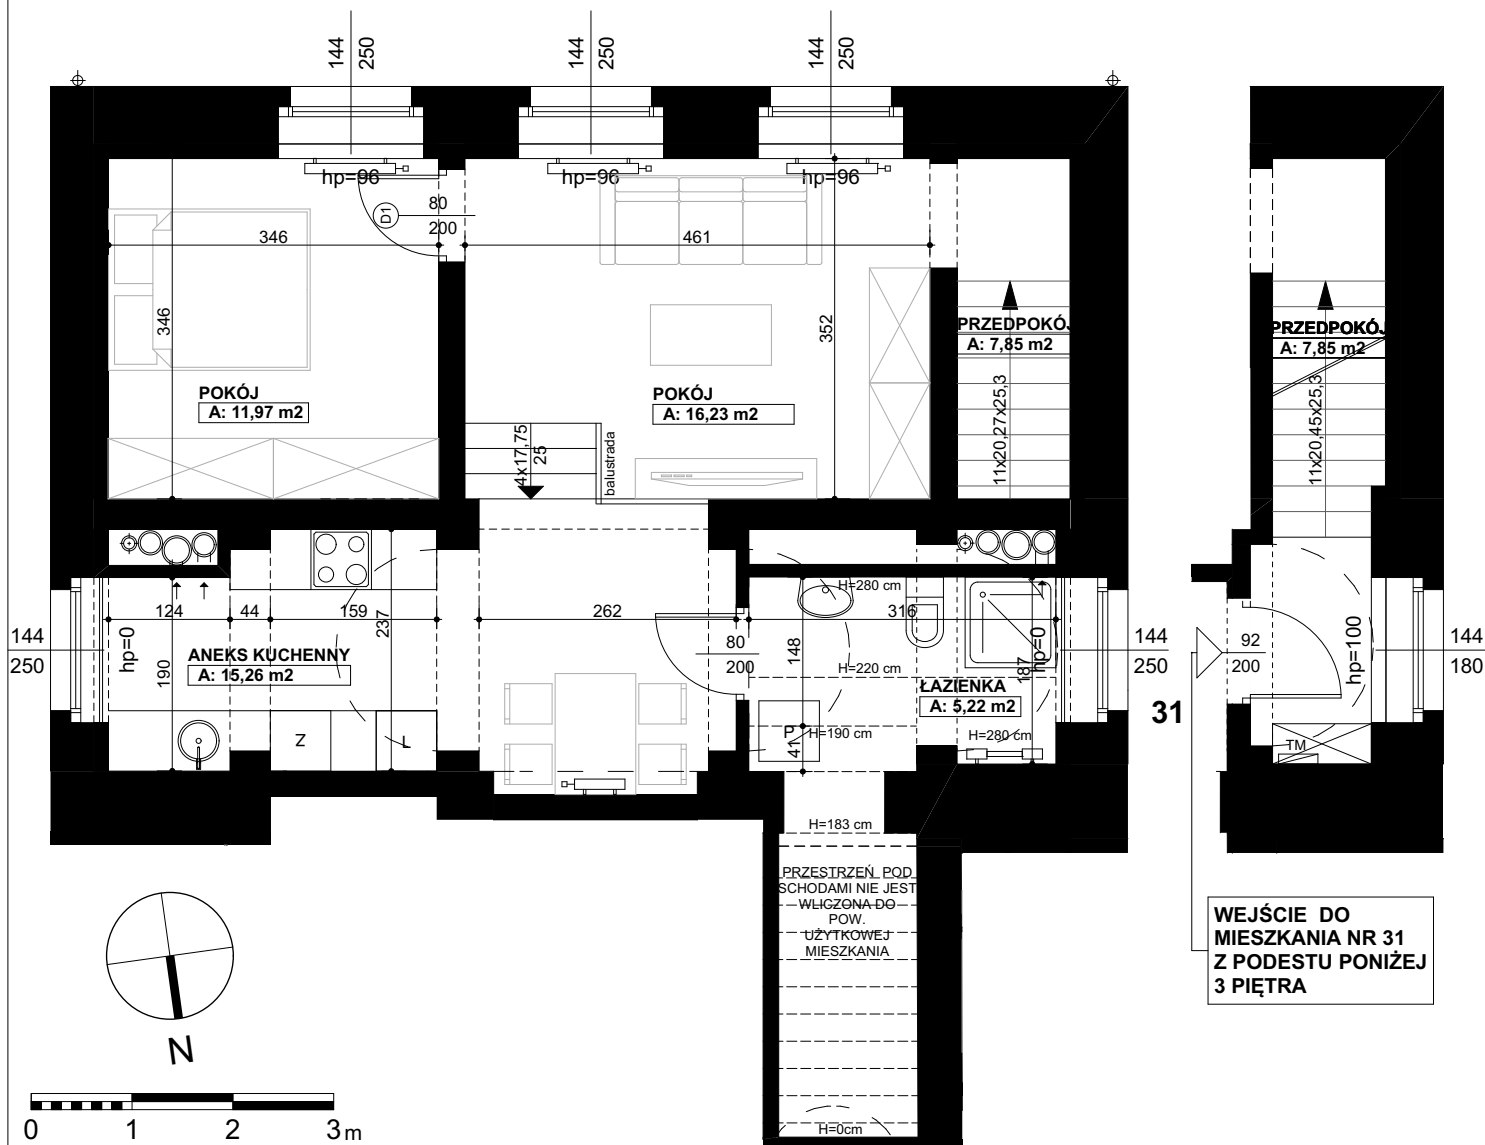 144
250
144
250
144
250
hp=96
hp=96
hp=96
D1
80
200
346
461
346
352
POKÓJ
A: 11,97 m2
POKÓJ
A: 16,23 m2
PRZEDPOKÓJ
A: 7,85 m2
11x20,27x25,3
PRZEDPOKÓJ
A: 7,85 m2
11x20,45x25,3
4x17,75
25
balustrada
124
44
159
237
262
316
H=280 cm
144
250
hp=0
190
ANEKS KUCHENNY
A: 15,26 m2
80
200
148
H=220 cm
187
hp=0
144
250
ŁAZIENKA
A: 5,22 m2
31
92
200
hp=100
144
180
Z
L
P
41
H=190 cm
H=280 cm
TM
H=183 cm
PRZESTRZEŃ POD
SCHODAMI NIE JEST
WLICZONA DO
POW.
UŻYTKOWEJ
MIESZKANIA
WEJŚCIE DO
MIESZKANIA NR 31
Z PODESTU PONIŻEJ
3 PIĘTRA
N
0 1 2 3m
H=0cm